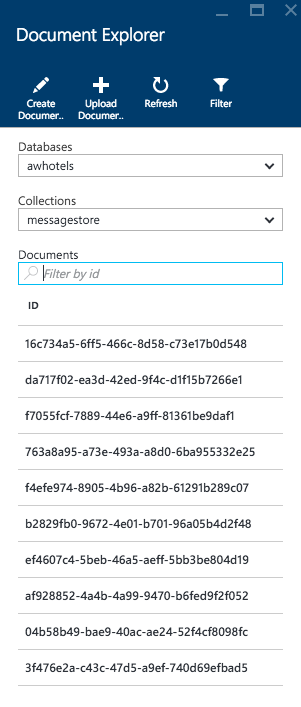 Document Explorer
Create Documer..
Upload Documer..
Refresh
Filter
Databases
awhotels
Collections
messagestore
Documents
Filter by id
ID
16c734a5-6ff5-466c-8d58-c73e17b0d548
da717f02-ea3d-42ed-9f4c-d1f15b7266e1
f7055fcf-7889-44e6-a9ff-81361be9daf1
763a8a95-a73e-493a-a8d0-6ba955332e25
f4efe974-8905-4b96-a82b-61291b289c07
b2829fb0-9672-4e01-b701-96a05b4d2f48
ef4607c4-5beb-46a5-aeff-5bb3be804d19
af928852-4a4b-4a99-9470-b6fed9f2f052
04b58b49-bae9-40ac-ae24-52f4cf8098fc
3f476e2a-c43c-47d5-a9ef-740d69efbad5